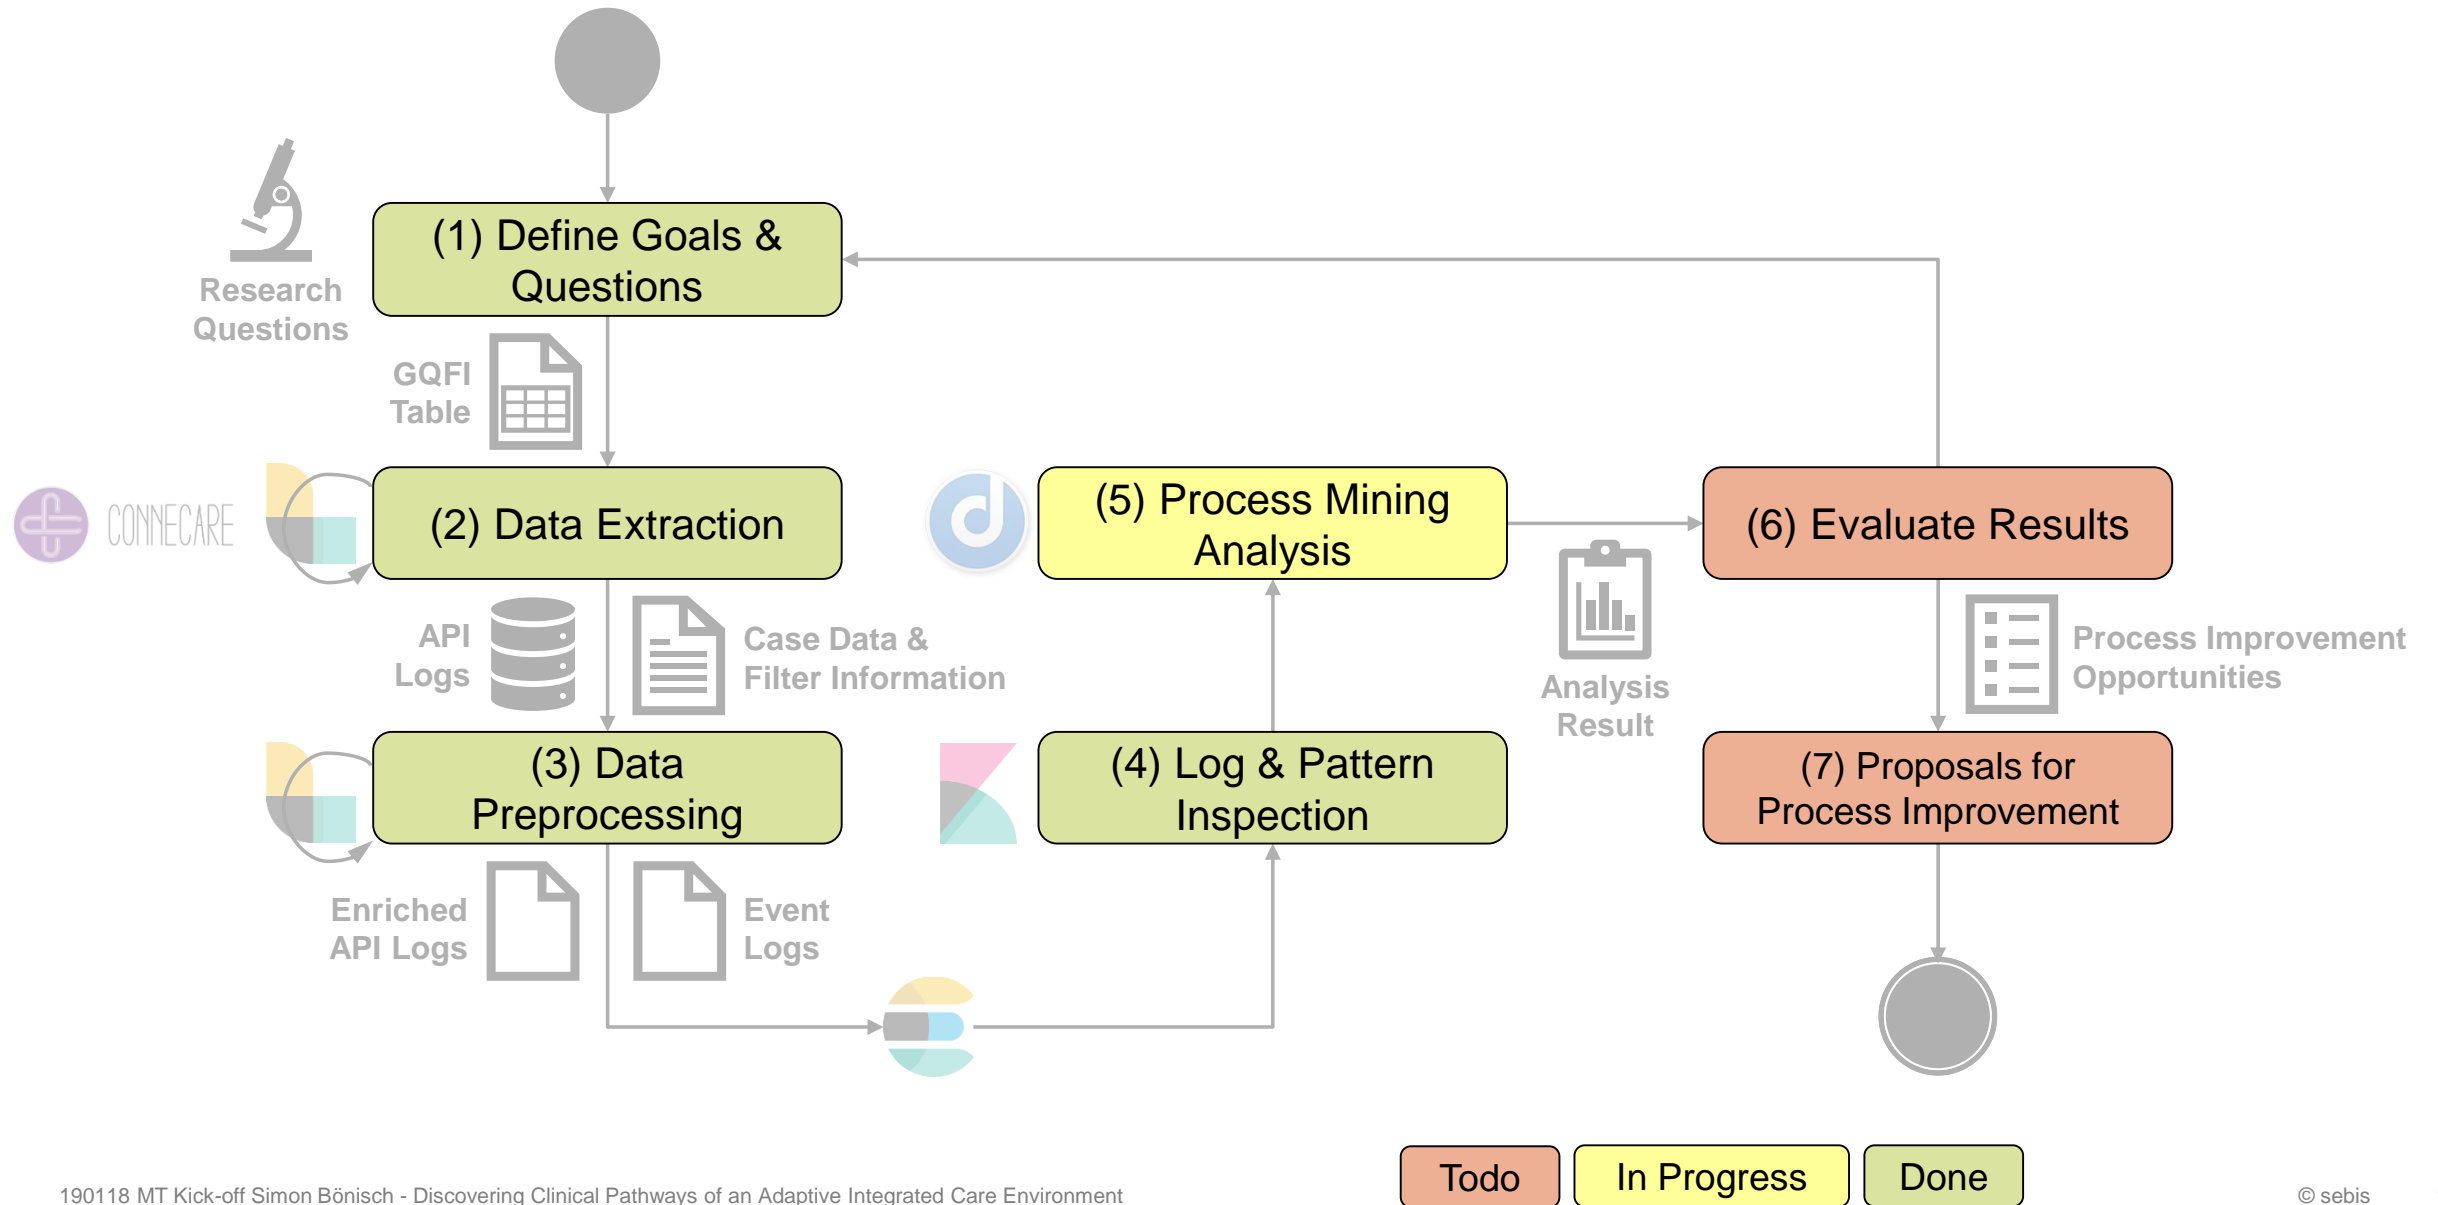 (1) Define Goals &
Questions
Research
Questions
GQFI
Table
CONNECARE
(2) Data Extraction
(5) Process Mining
Analysis
(6) Evaluate Results
API
Logs
Case Data &
Filter Information
Analysis
Result
Process Improvement
Opportunities
(3) Data
Preprocessing
(4) Log & Pattern
Inspection
(7) Proposals for
Process Improvement
Enriched
API Logs
Event
Logs
Todo
In Progress
Done
190118 MT Kick-off Simon Bönisch - Discovering Clinical Pathways of an Adaptive Integrated Care Environment
© sebis